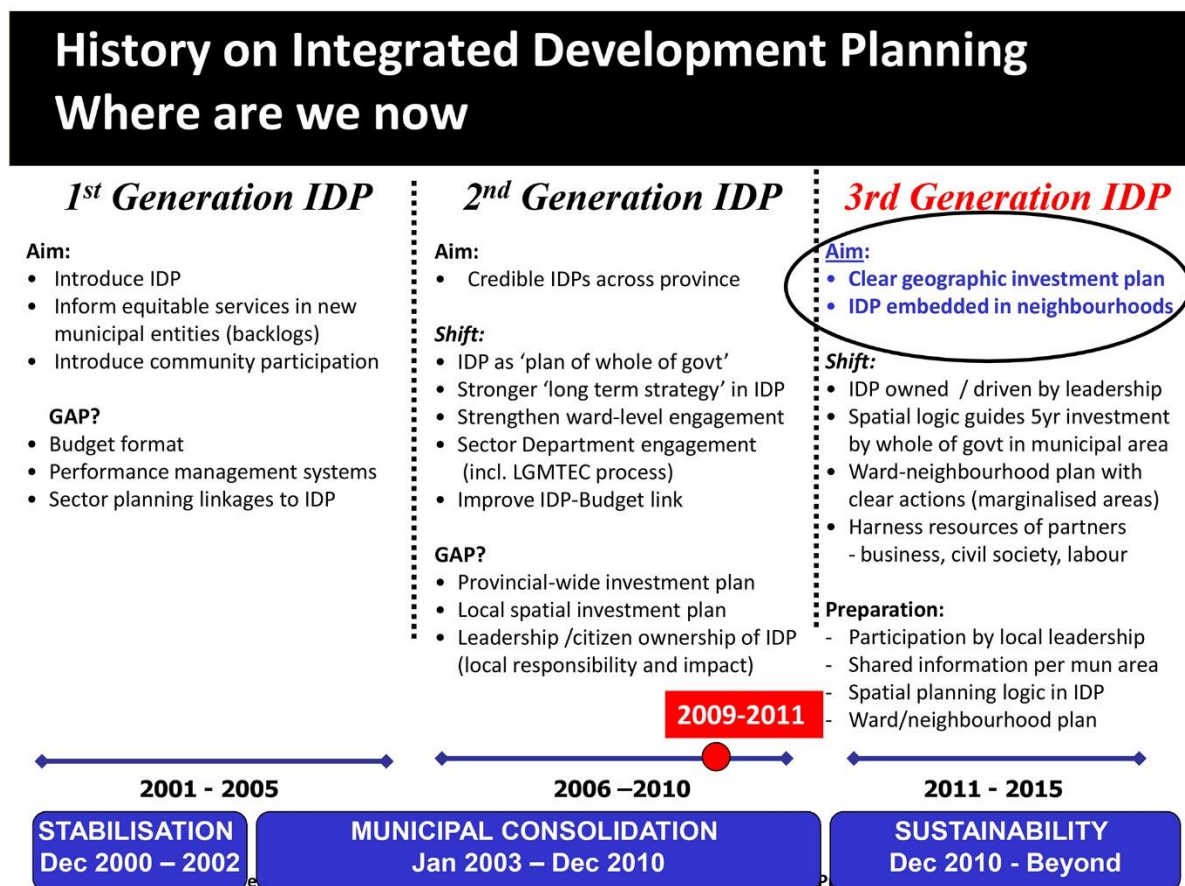 History on Integrated Development Planning
Where are we now
1st Generation IDP
Aim:
• Introduce IDP
• Inform equitable services in new
municipal entities (backlogs)
• Introduce community participation
GAP?
• Budget format
• Performance management systems
• Sector planning linkages to IDP
2nd Generation IDP
Aim:
• Credible IDPs across province
Shift:
• IDP as ‘plan of whole of govt’
• Stronger ‘long term strategy’ in IDP
• Strengthen ward-level engagement
• Sector Department engagement
(incl. LGMTEC process)
• Improve IDP-Budget link
GAP?
• Provincial-wide investment plan
• Local spatial investment plan
• Leadership /citizen ownership of IDP
(local responsibility and impact)
3rd Generation IDP
Aim:
• Clear geographic investment plan
• IDP embedded in neighbourhoods
Shift:
• IDP owned / driven by leadership
• Spatial logic guides 5yr investment
by whole of govt in municipal area
• Ward-neighbourhood plan with
clear actions (marginalised areas)
• Harness resources of partners
- business, civil society, labour
Preparation:
- Participation by local leadership
- Shared information per mun area
- Spatial planning logic in IDP
- Ward/neighbourhood plan
2009-2011
2001 - 2005
2006 –2010
2011 - 2015
STABILISATION
Dec 2000 – 2002
MUNICIPAL CONSOLIDATION
Jan 2003 – Dec 2010
SUSTAINABILITY
Dec 2010 - Beyond